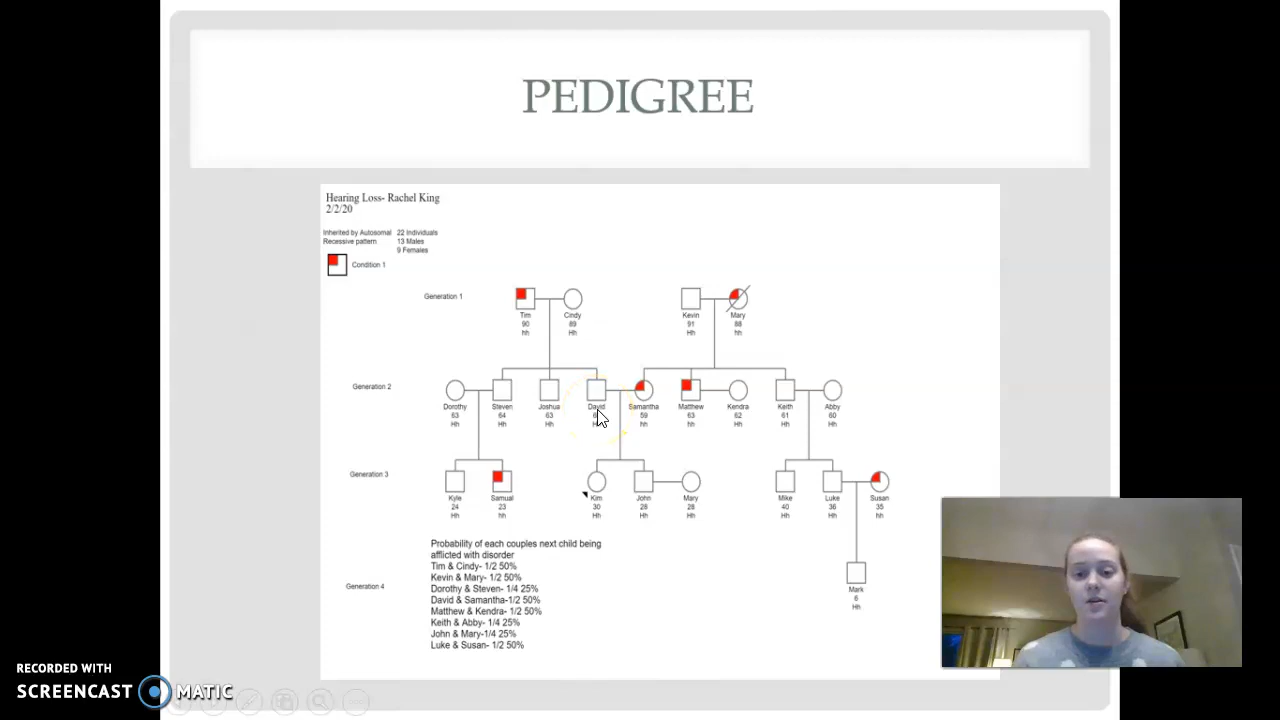 PEDIGREE
Hearing Loss- Rachel King
2/2/20
Inherited by Autosomal
Recessive pattern
22 Individuals
13 Males
9 Females
Condition 1
Generation 1
Tim
90
hh
Cindy
89
Hh
Kevin
91
Hh
Mary
88
hh
Generation 2
Dorothy
63
Hh
Steven
64
Hh
Joshua
63
Hh
David
Samantha
59
hh
Matthew
63
hh
Kendra
62
Hh
Keith
61
Hh
Abby
60
Hh
Generation 3
Kyle
24
Hh
Samual
23
hh
Kim
30
Hh
John
28
Hh
Mary
28
Hh
Mike
40
Hh
Luke
36
Hh
Susan
35
hh
Probability of each couples next child being
afflicted with disorder
Tim & Cindy- 1/2 50%
Kevin & Mary- 1/2 50%
Dorothy & Steven- 1/4 25%
David & Samantha-1/2 50%
Matthew & Kendra- 1/2 50%
Keith & Abby- 1/4 25%
John & Mary-1/4 25%
Luke & Susan- 1/2 50%
Generation 4
Mark
6
Hh
RECORDED WITH
SCREENCAST MATIC